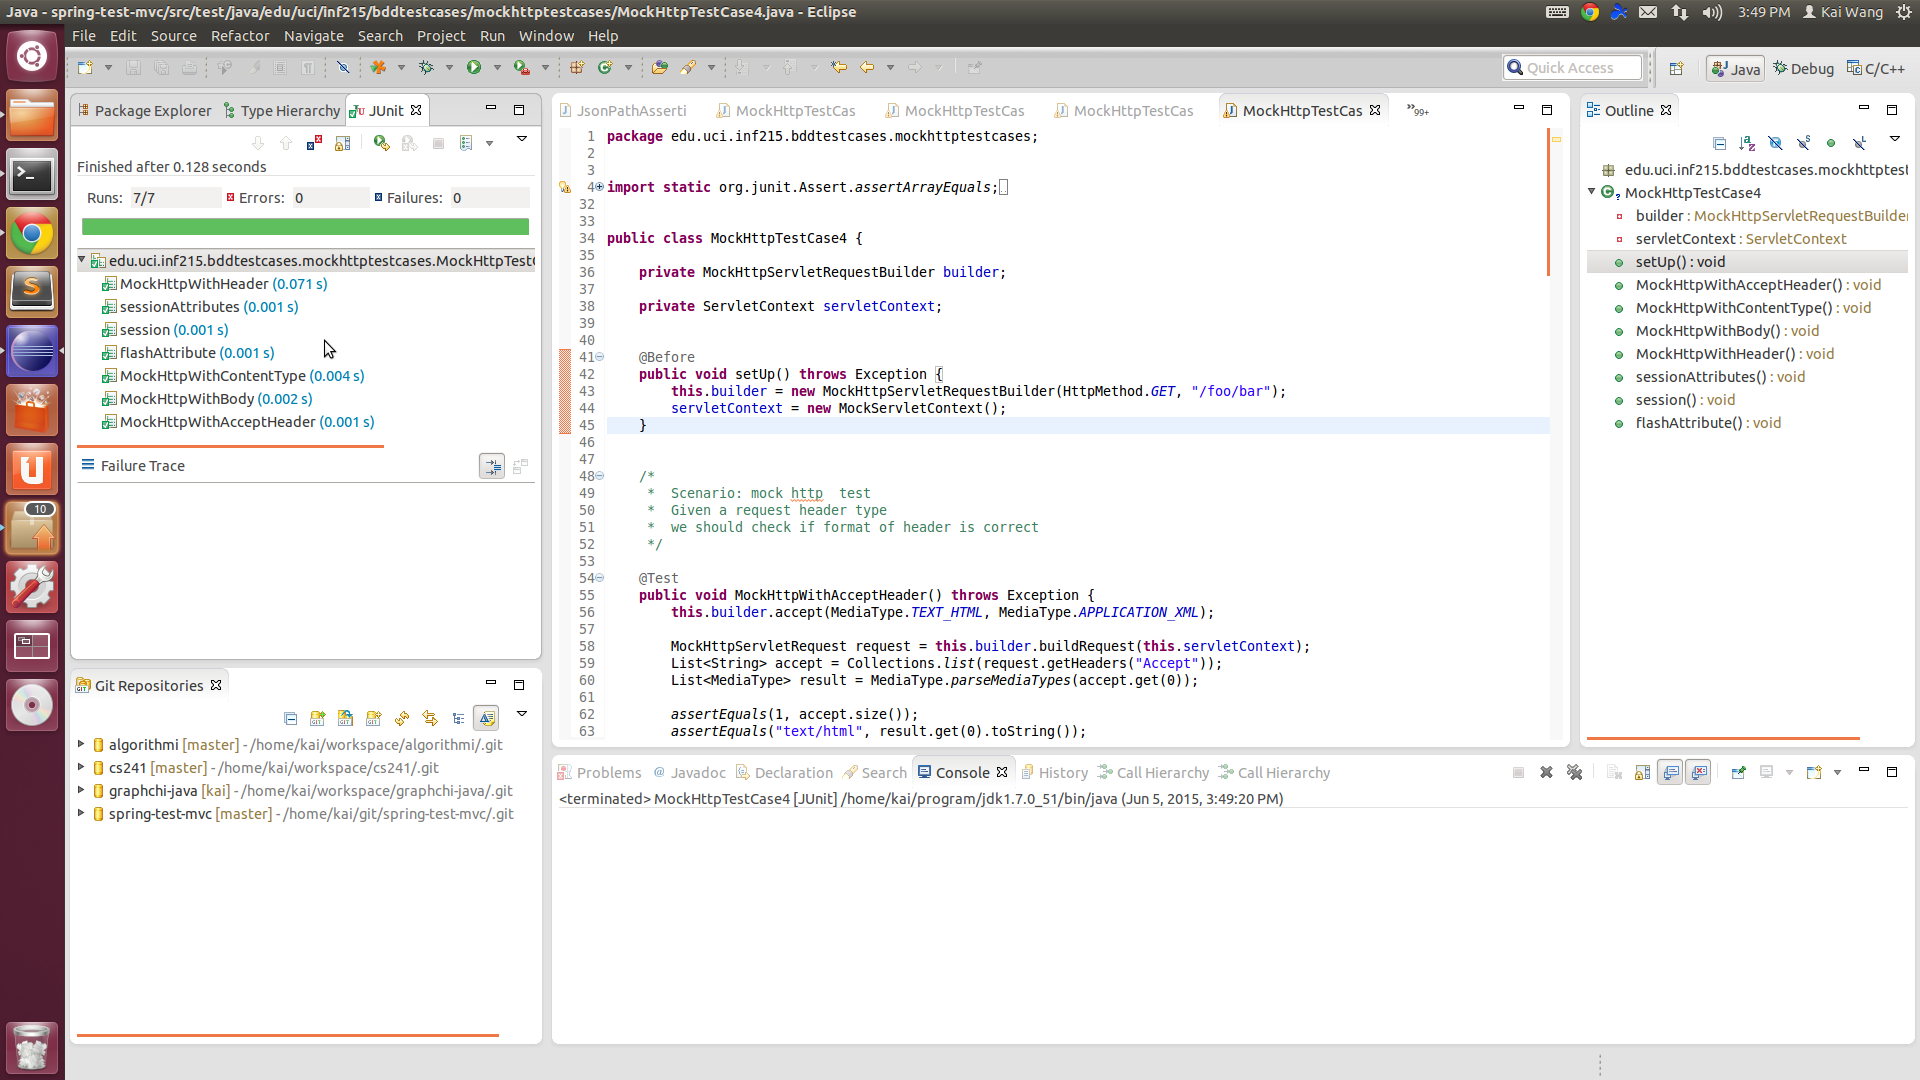 Java - spring-test-mvc/src/test/java/edu/uci/inf215/bddtestcases/mockhttptestcases/MockHttpTestCase4.java - Eclipse
3:49 PM Kai Wang
File Edit Source Refactor Navigate Search Project Run Window Help
Quick Access
Java Debug C/C++
Package Explorer Type Hierarchy JUnit
Finished after 0.128 seconds
Runs: 7/7 Errors: 0 Failures: 0
edu.uci.inf215.bddtestcases.mockhttptestcases.MockHttpTest
MockHttpWithHeader (0.071 s)
sessionAttributes (0.001 s)
session (0.001 s)
flashAttribute (0.001 s)
MockHttpWithContentType (0.004 s)
MockHttpWithBody (0.002 s)
MockHttpWithAcceptHeader (0.001 s)
Failure Trace
10
Git Repositories
algorithmi [master] - /home/kai/workspace/algorithmi/.git
cs241 [master] - /home/kai/workspace/cs241/.git
graphchi-java [kai] - /home/kai/workspace/graphchi-java/.git
spring-test-mvc [master] - /home/kai/git/spring-test-mvc/.git
JsonPathAsserti MockHttpTestCas MockHttpTestCas MockHttpTestCas MockHttpTestCas »99+
1 package edu.uci.inf215.bddtestcases.mockhttptestcases;
2
3
4 import static org.junit.Assert.assertArrayEquals;
32
33
34 public class MockHttpTestCase4 {
35
36 private MockHttpServletRequestBuilder builder;
37
38 private ServletContext servletContext;
39
40
41 @Before
42 public void setUp() throws Exception {
43 this.builder = new MockHttpServletRequestBuilder(HttpMethod.GET, "/foo/bar");
44 servletContext = new MockServletContext();
45 }
46
47
48 /*
49 * Scenario: mock http test
50 * Given a request header type
51 * we should check if format of header is correct
52 */
53
54 @Test
55 public void MockHttpWithAcceptHeader() throws Exception {
56 this.builder.accept(MediaType.TEXT_HTML, MediaType.APPLICATION_XML);
57
58 MockHttpServletRequest request = this.builder.buildRequest(this.servletContext);
59 List<String> accept = Collections.list(request.getHeaders("Accept"));
60 List<MediaType> result = MediaType.parseMediaTypes(accept.get(0));
61
62 assertEquals(1, accept.size());
63 assertEquals("text/html", result.get(0).toString());
Outline
edu.uci.inf215.bddtestcases.mockhttptest
MockHttpTestCase4
builder : MockHttpServletRequestBuilder
servletContext : ServletContext
setUp() : void
MockHttpWithAcceptHeader() : void
MockHttpWithContentType() : void
MockHttpWithBody() : void
MockHttpWithHeader() : void
sessionAttributes() : void
session() : void
flashAttribute() : void
Problems @ Javadoc Declaration Search Console History Call Hierarchy Call Hierarchy
<terminated> MockHttpTestCase4 [JUnit] /home/kai/program/jdk1.7.0_51/bin/java (Jun 5, 2015, 3:49:20 PM)